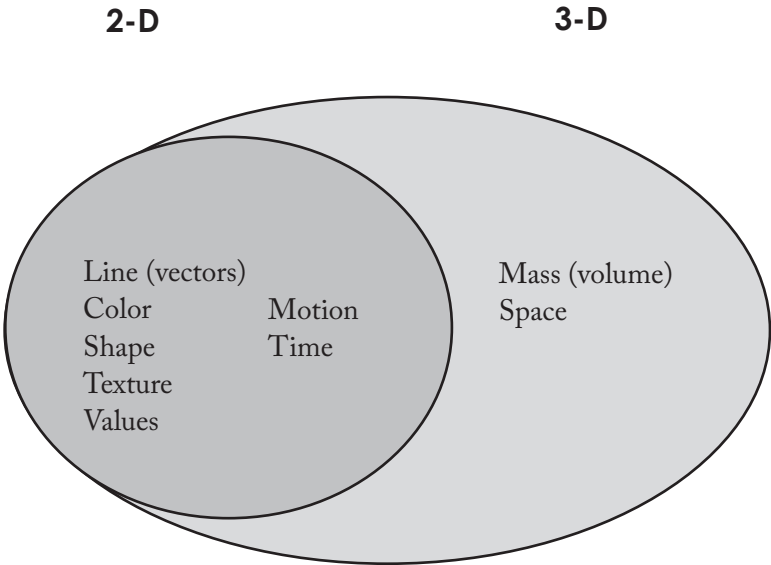 2-D
3-D
Line (vectors)
Color
Shape
Texture
Values
Motion
Time
Mass (volume)
Space